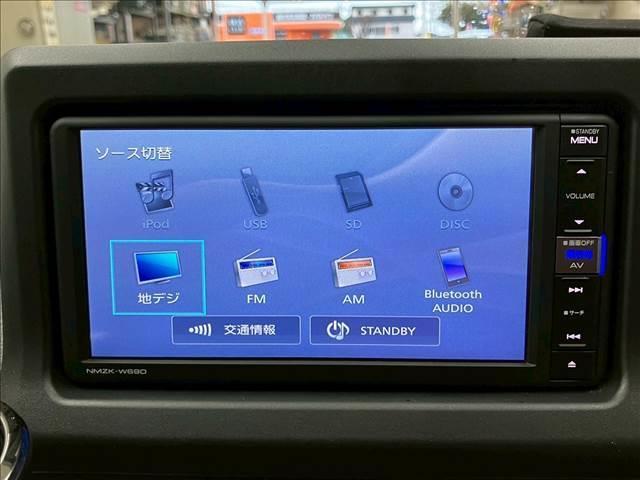 ソース切替
iPod
USB
SD
DISC
地デジ
FM
AM
Bluetooth
AUDIO
交通情報
STANDBY
NMZK-W69D
STANDBY
MENU
VOLUME
画面OFF
AV
サーチ